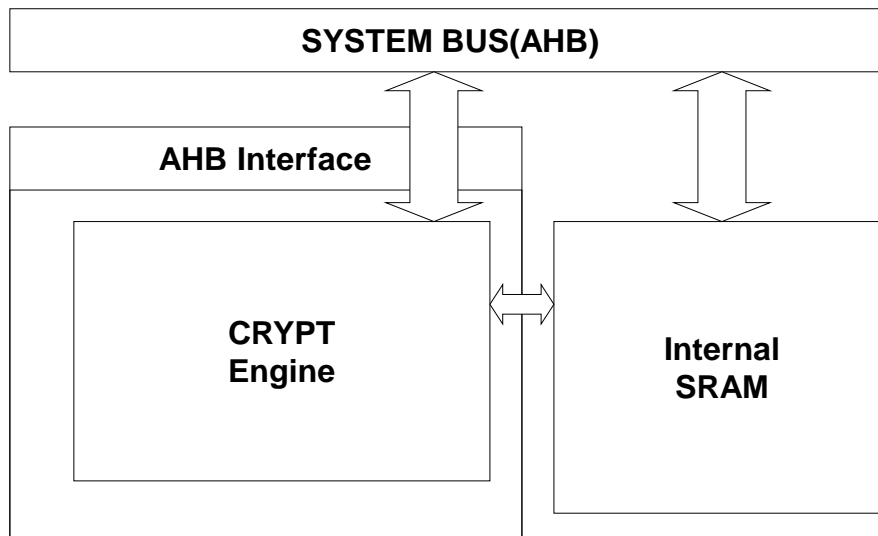 SYSTEM BUS(AHB)
AHB Interface
CRYPT
Engine
Internal
SRAM